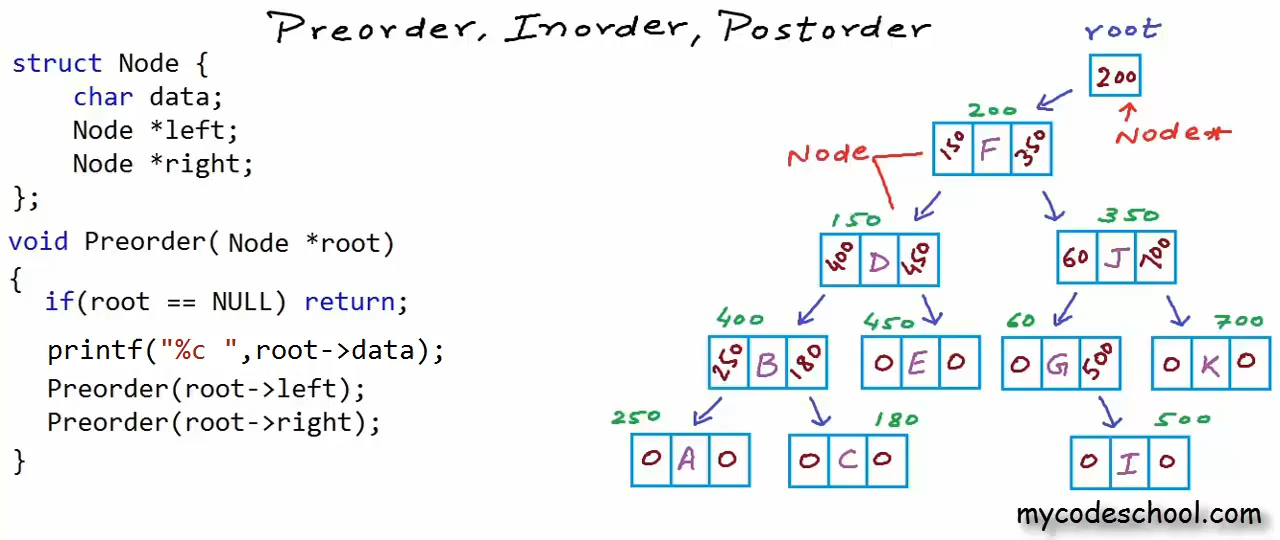 Preorder, Inorder, Postorder
struct Node {
char data;
Node *left;
Node *right;
};
void Preorder( Node *root)
{
if(root == NULL) return;
printf("%c ",root->data);
Preorder(root->left);
Preorder(root->right);
}
root
200
Node*
200
150 F 350
Node
150
400 D 450
350
60 J 700
400
250 B 180
450
0 E 0
60
0 G 500
700
0 K 0
250
0 A 0
180
0 C 0
500
0 I 0
mycodeschool.com